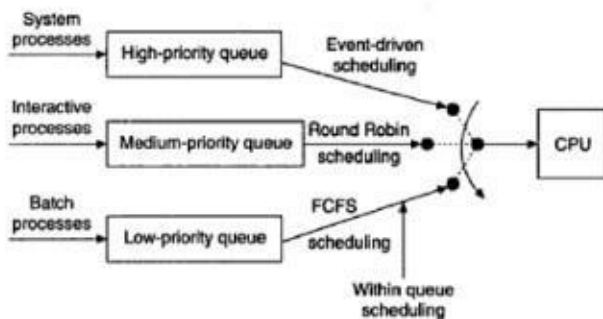 System
processes
High-priority queue
Event-driven
scheduling
Interactive
processes
Medium-priority queue
Round Robin
scheduling
CPU
Batch
processes
Low-priority queue
FCFS
scheduling
Within queue
scheduling